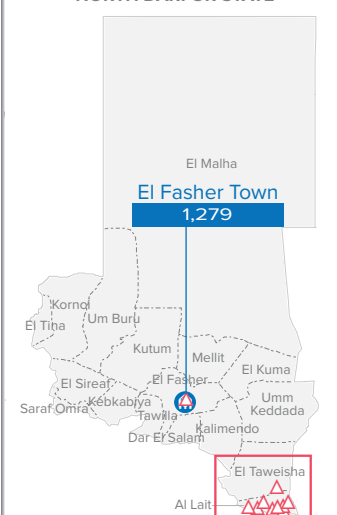 El Malha
El Fasher Town
1,279
Kornoi
El Tina
Um Buru
Kutum
Mellit
El Kuma
El Sireaf
El Fasher
Saraf Omra
Kebkabiya
Tawilla
Umm
Keddada
Kalimendo
Dar El Salam
El Taweisha
Al Lait